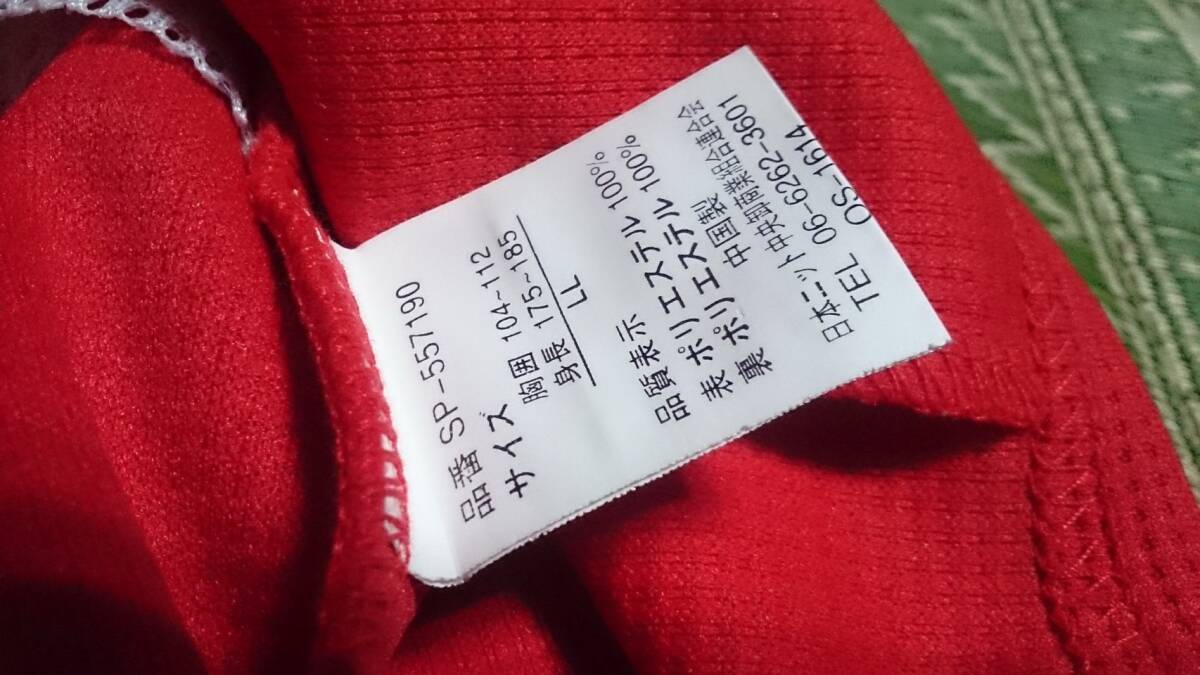 品番 SP-557190
サイズ
胸囲 104~112
身長 175~185
LL
品質表示
表 ポリエステル 100%
裏 ポリエステル 100%
中国製
日本ニット中央卸商業組合連合会
TEL 06-6262-3601
OS-1614